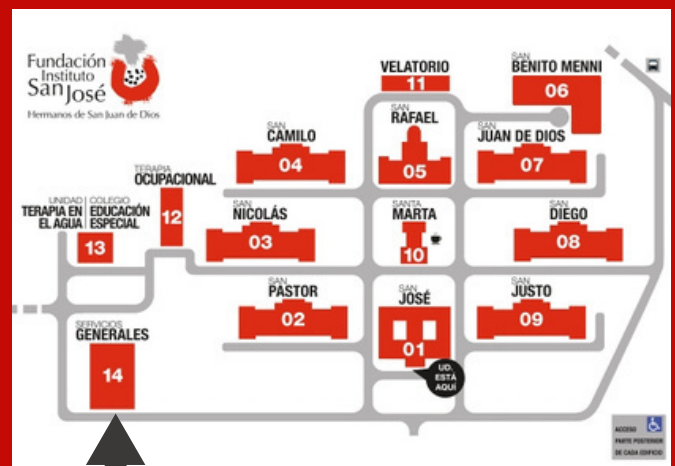 Fundación
Instituto
San José
Hermanos de San Juan de Dios
VELATORIO
11
SAN
BENITO MENNI
06
SAN
RAFAEL
05
SAN
CAMILO
04
SAN
JUAN DE DIOS
07
TERAPIA
OCUPACIONAL
12
UNIDAD
TERAPIA EN
EL AGUA
COLEGIO
EDUCACIÓN
ESPECIAL
13
SAN
NICOLÁS
03
SANTA
MARTA
10
SAN
DIEGO
08
SAN
PASTOR
02
SAN
JOSÉ
01
SAN
JUSTO
09
SERVICIOS
GENERALES
14
UD.
ESTÁ
AQUÍ
ACCESO
PARTE POSTERIOR
DE CADA EDIFICIO